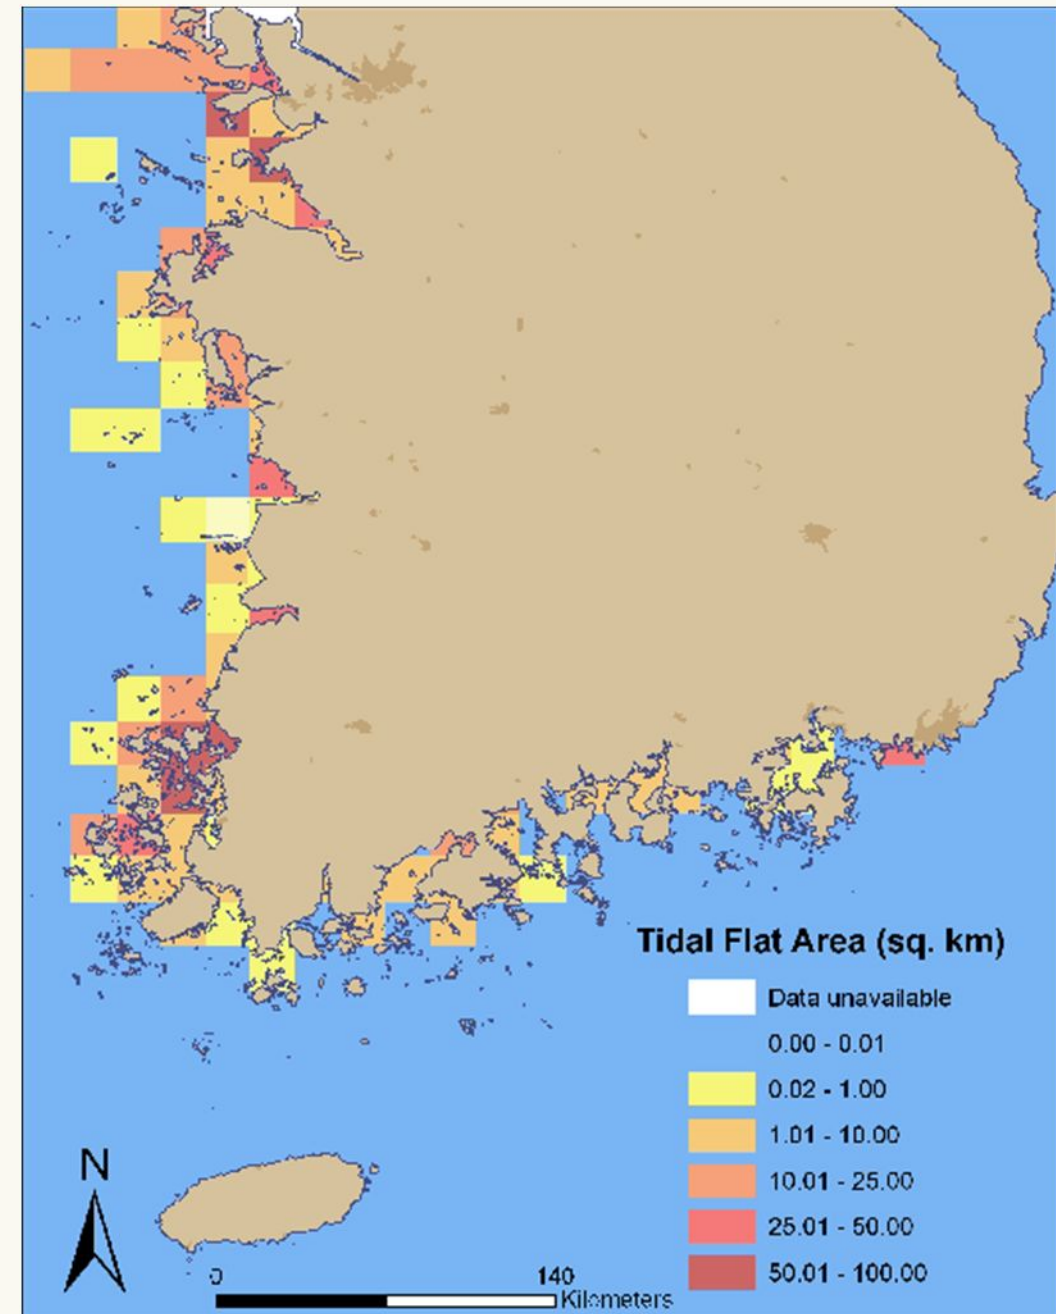 Tidal Flat Area (sq. km)
Data unavailable
0.00 - 0.01
0.02 - 1.00
1.01 - 10.00
10.01 - 25.00
25.01 - 50.00
50.01 - 100.00
N
0 140
Kilometers